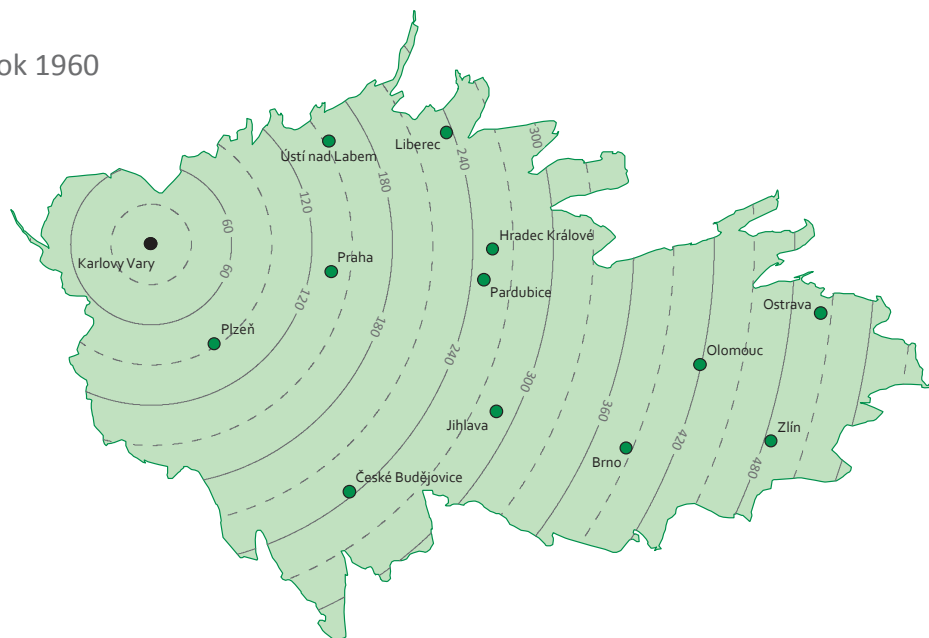 ok 1960
300
Liberec
240
Ústí nad Labem
180
120
60
Hradec Králové
Karlovy Vary
Praha
60
Pardubice
120
Ostrava
180
Plzeň
240
Olomouc
300
360
Jihlava
Zlín
420
Brno
480
České Budějovice